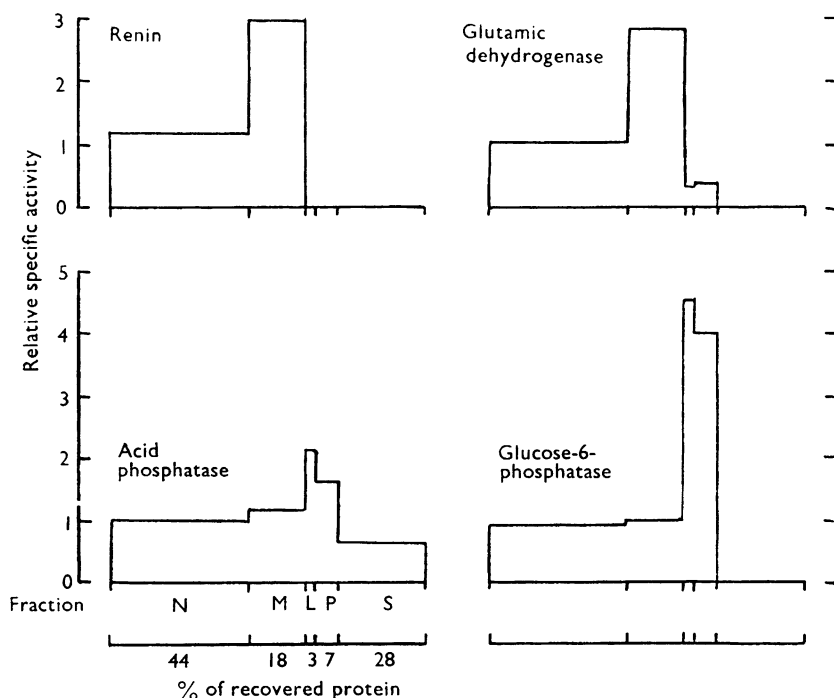 3
Renin
2
1
0
Glutamic
dehydrogenase
Relative specific activity
5
4
3
2
1
0
Acid
phosphatase
Glucose-6-
phosphatase
Fraction N M L P S
44 18 3 7 28
% of recovered protein